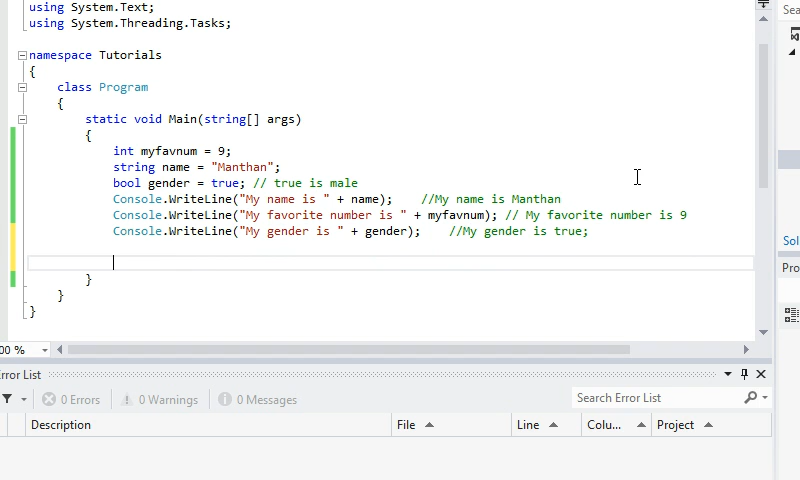 using System.Text;
using System.Threading.Tasks;
namespace Tutorials
{
class Program
{
static void Main(string[] args)
{
int myfavnum = 9;
string name = "Manthan";
bool gender = true; // true is male
Console.WriteLine("My name is " + name); //My name is Manthan
Console.WriteLine("My favorite number is " + myfavnum); // My favorite number is 9
Console.WriteLine("My gender is " + gender); //My gender is true;
}
}
}
Sea
Sol
Pro
00 %
rror List
0 Errors
0 Warnings
0 Messages
Search Error List
Description
File
Line
Colu...
Project